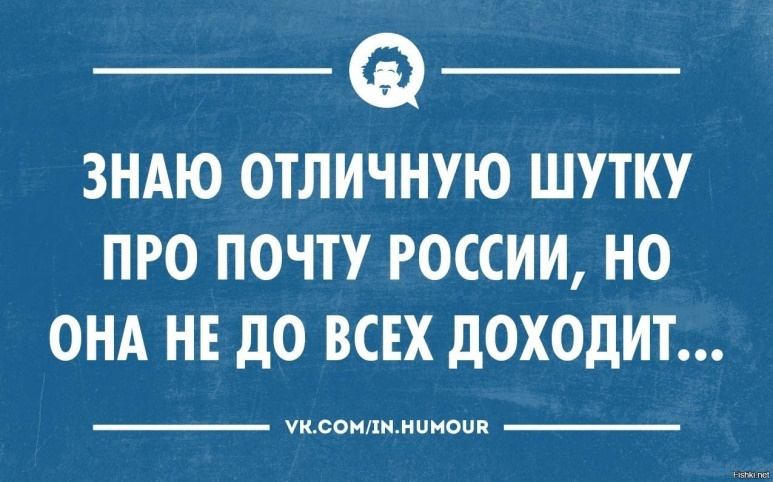 ЗНАЮ ОТЛИЧНУЮ ШУТКУ
ПРО ПОЧТУ РОССИИ, НО
ОНА НЕ ДО ВСЕХ ДОХОДИТ...
VK.COM/IN.HUMOUR
Fishki.net